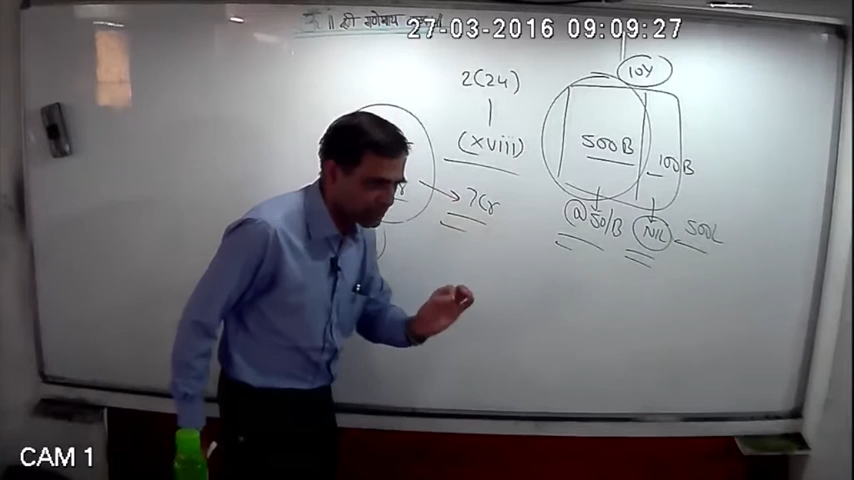 27-03-2016 09:09:27
10Y
2(24)
(xviii)
500B
100B
7Cr
@ 50/B
NIL
500L
CAM 1